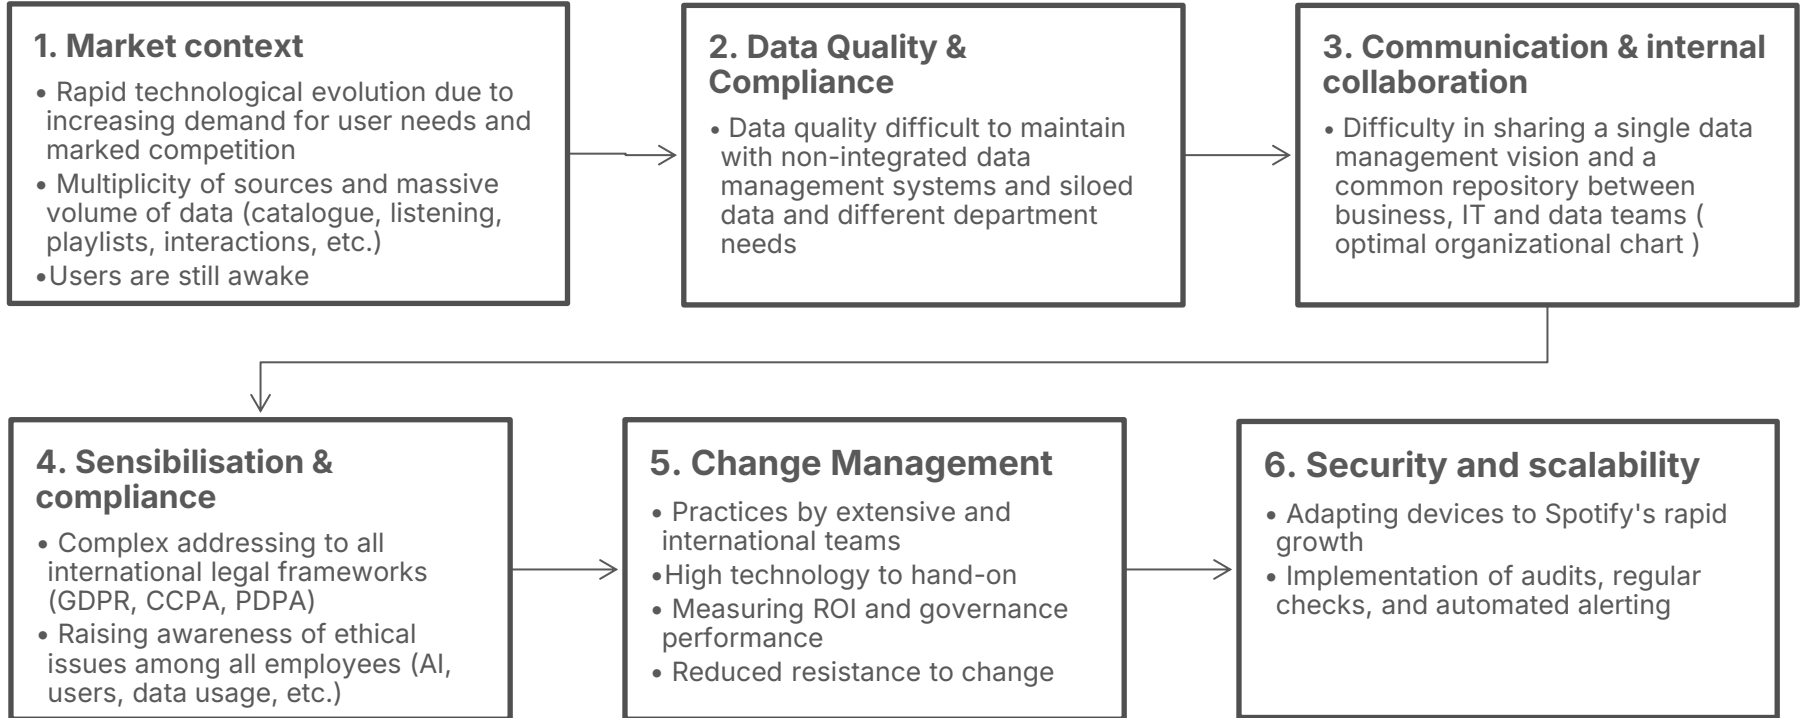 1. Market context
• Rapid technological evolution due to
increasing demand for user needs and
marked competition
• Multiplicity of sources and massive
volume of data (catalogue, listening,
playlists, interactions, etc.)
•Users are still awake
2. Data Quality &
Compliance
• Data quality difficult to maintain
with non-integrated data
management systems and siloed
data and different department
needs
3. Communication & internal
collaboration
• Difficulty in sharing a single data
management vision and a
common repository between
business, IT and data teams (
optimal organizational chart )
4. Sensibilisation &
compliance
• Complex addressing to all
international legal frameworks
(GDPR, CCPA, PDPA)
• Raising awareness of ethical
issues among all employees (AI,
users, data usage, etc.)
5. Change Management
• Practices by extensive and
international teams
•High technology to hand-on
• Measuring ROI and governance
performance
• Reduced resistance to change
6. Security and scalability
• Adapting devices to Spotify's rapid
growth
• Implementation of audits, regular
checks, and automated alerting